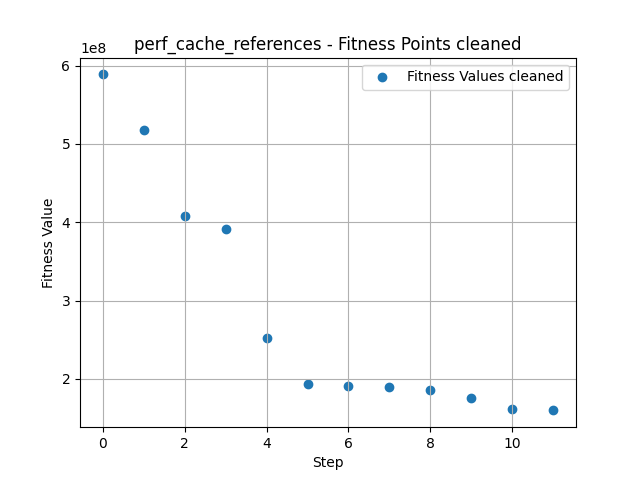 perf_cache_references - Fitness Points cleaned
1e8
Fitness Values cleaned
6
5
4
3
2
Fitness Value
0 2 4 6 8 10
Step